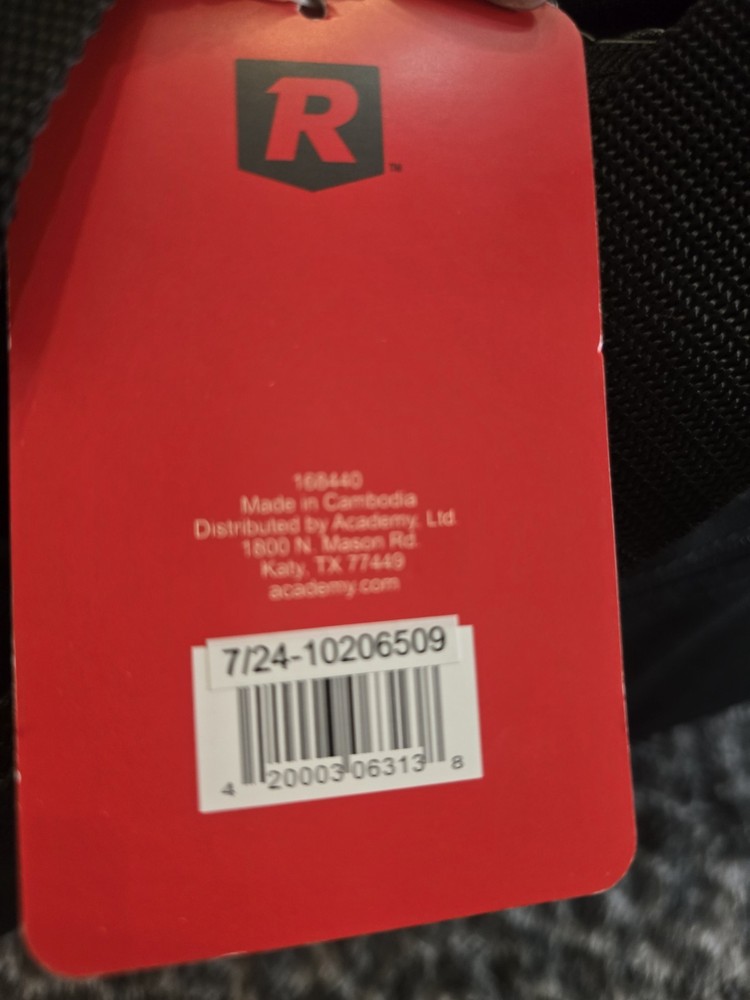 R
TM
168440
Made in Cambodia
Distributed by Academy, Ltd.
1800 N. Mason Rd.
Katy, TX 77449
academy.com
7/24-10206509
4 20003 06313 8